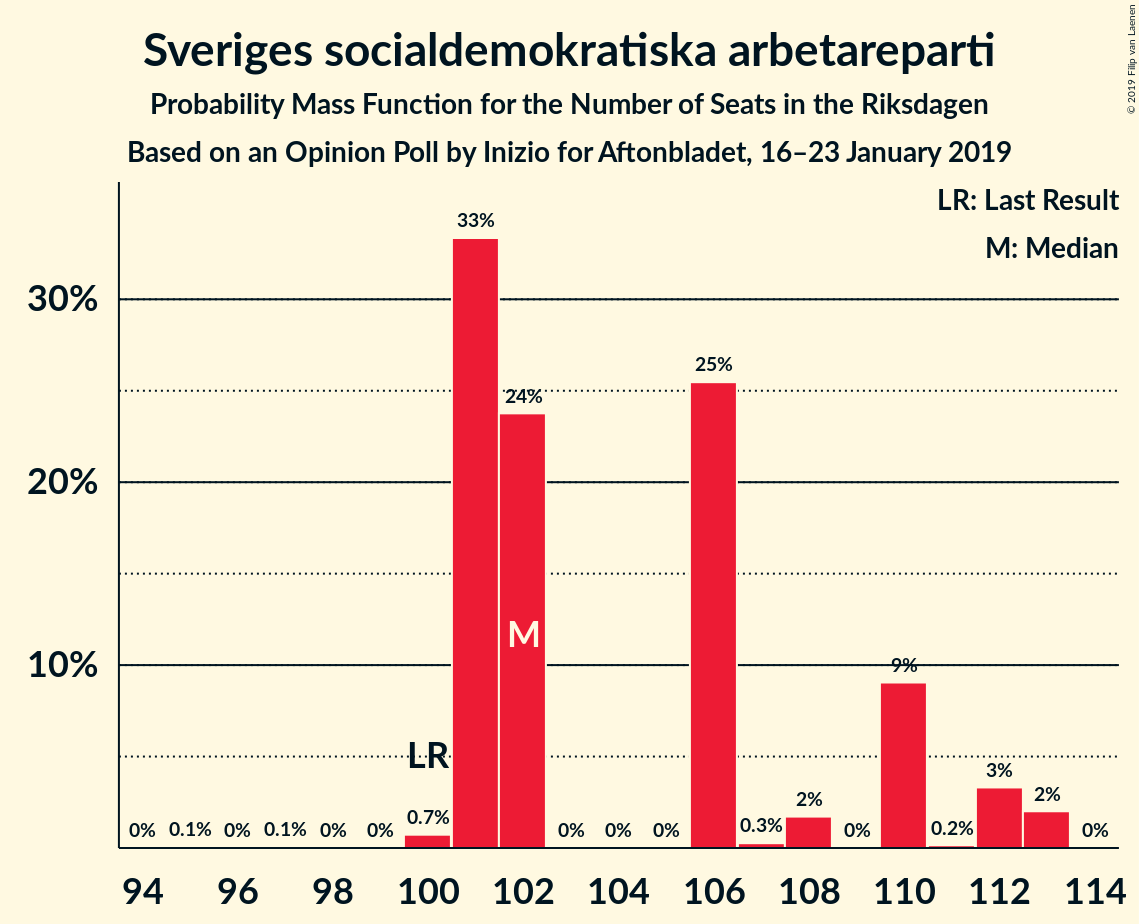 Sveriges socialdemokratiska arbetareparti
Probability Mass Function for the Number of Seats in the Riksdagen
Based on an Opinion Poll by Inizio for Aftonbladet, 16–23 January 2019
© 2019 Filip van Laenen
LR: Last Result
M: Median
30%
20%
10%
0%
0.1%
0%
0.1%
0%
0%
0.7%
LR
33%
24%
M
0%
0%
0%
25%
0.3%
2%
0%
9%
0.2%
3%
2%
0%
94 96 98 100 102 104 106 108 110 112 114